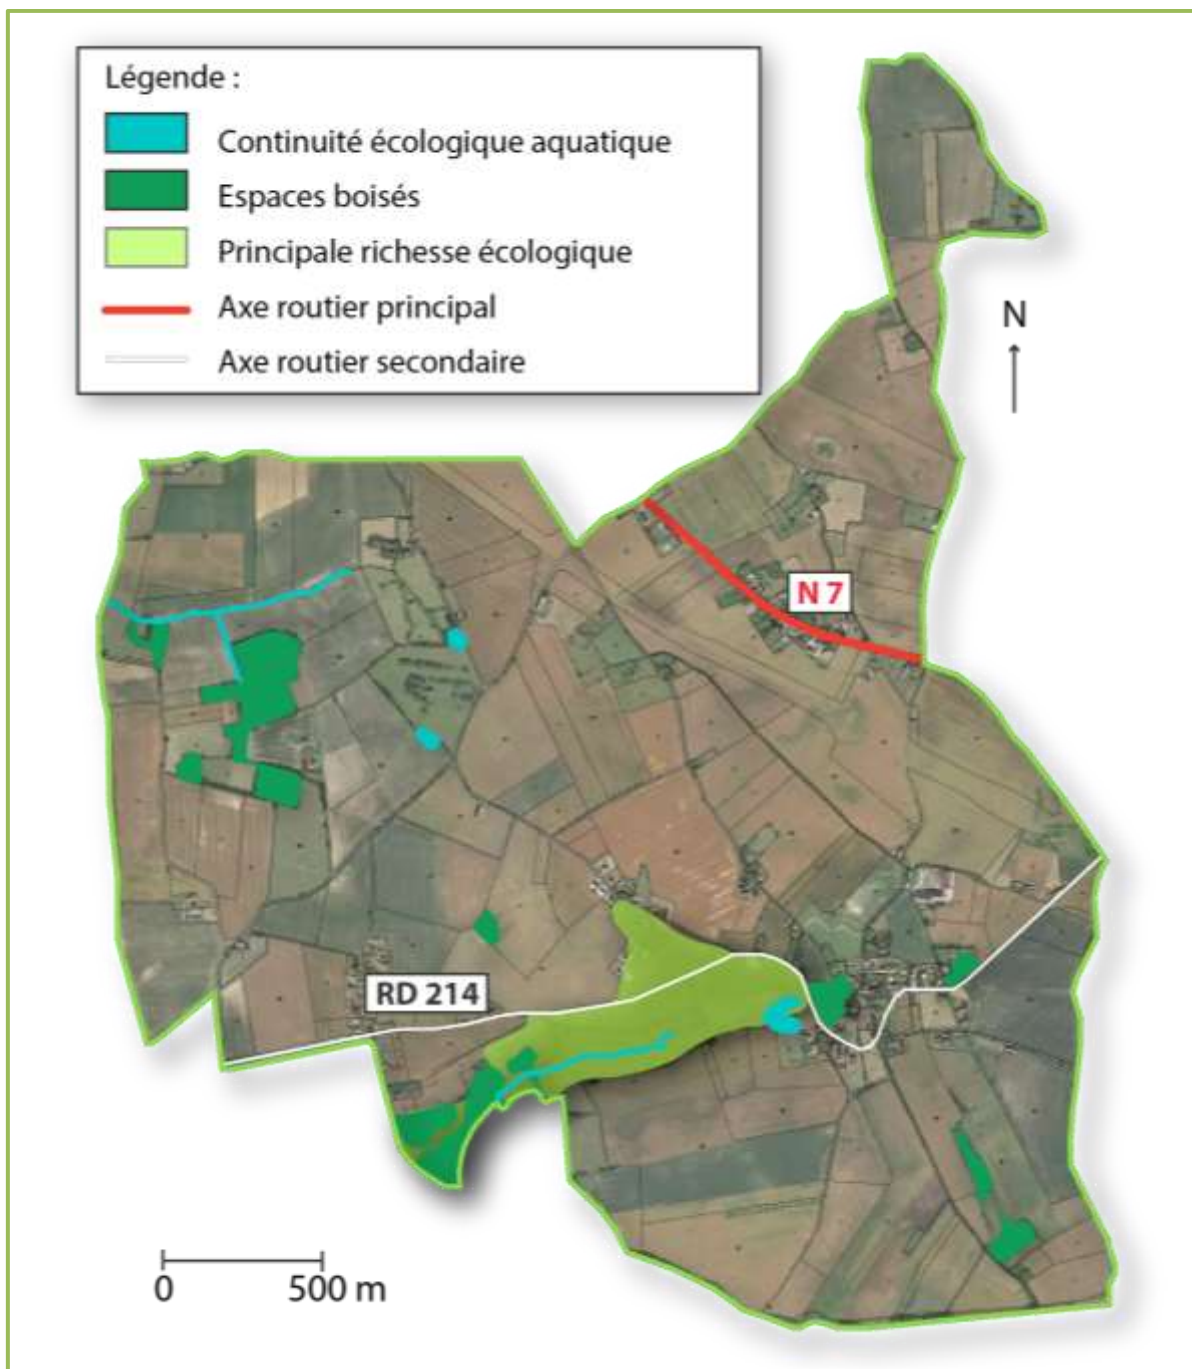 Légende :
Continuité écologique aquatique
Espaces boisés
Principale richesse écologique
Axe routier principal
Axe routier secondaire
N
N 7
RD 214
0 500 m